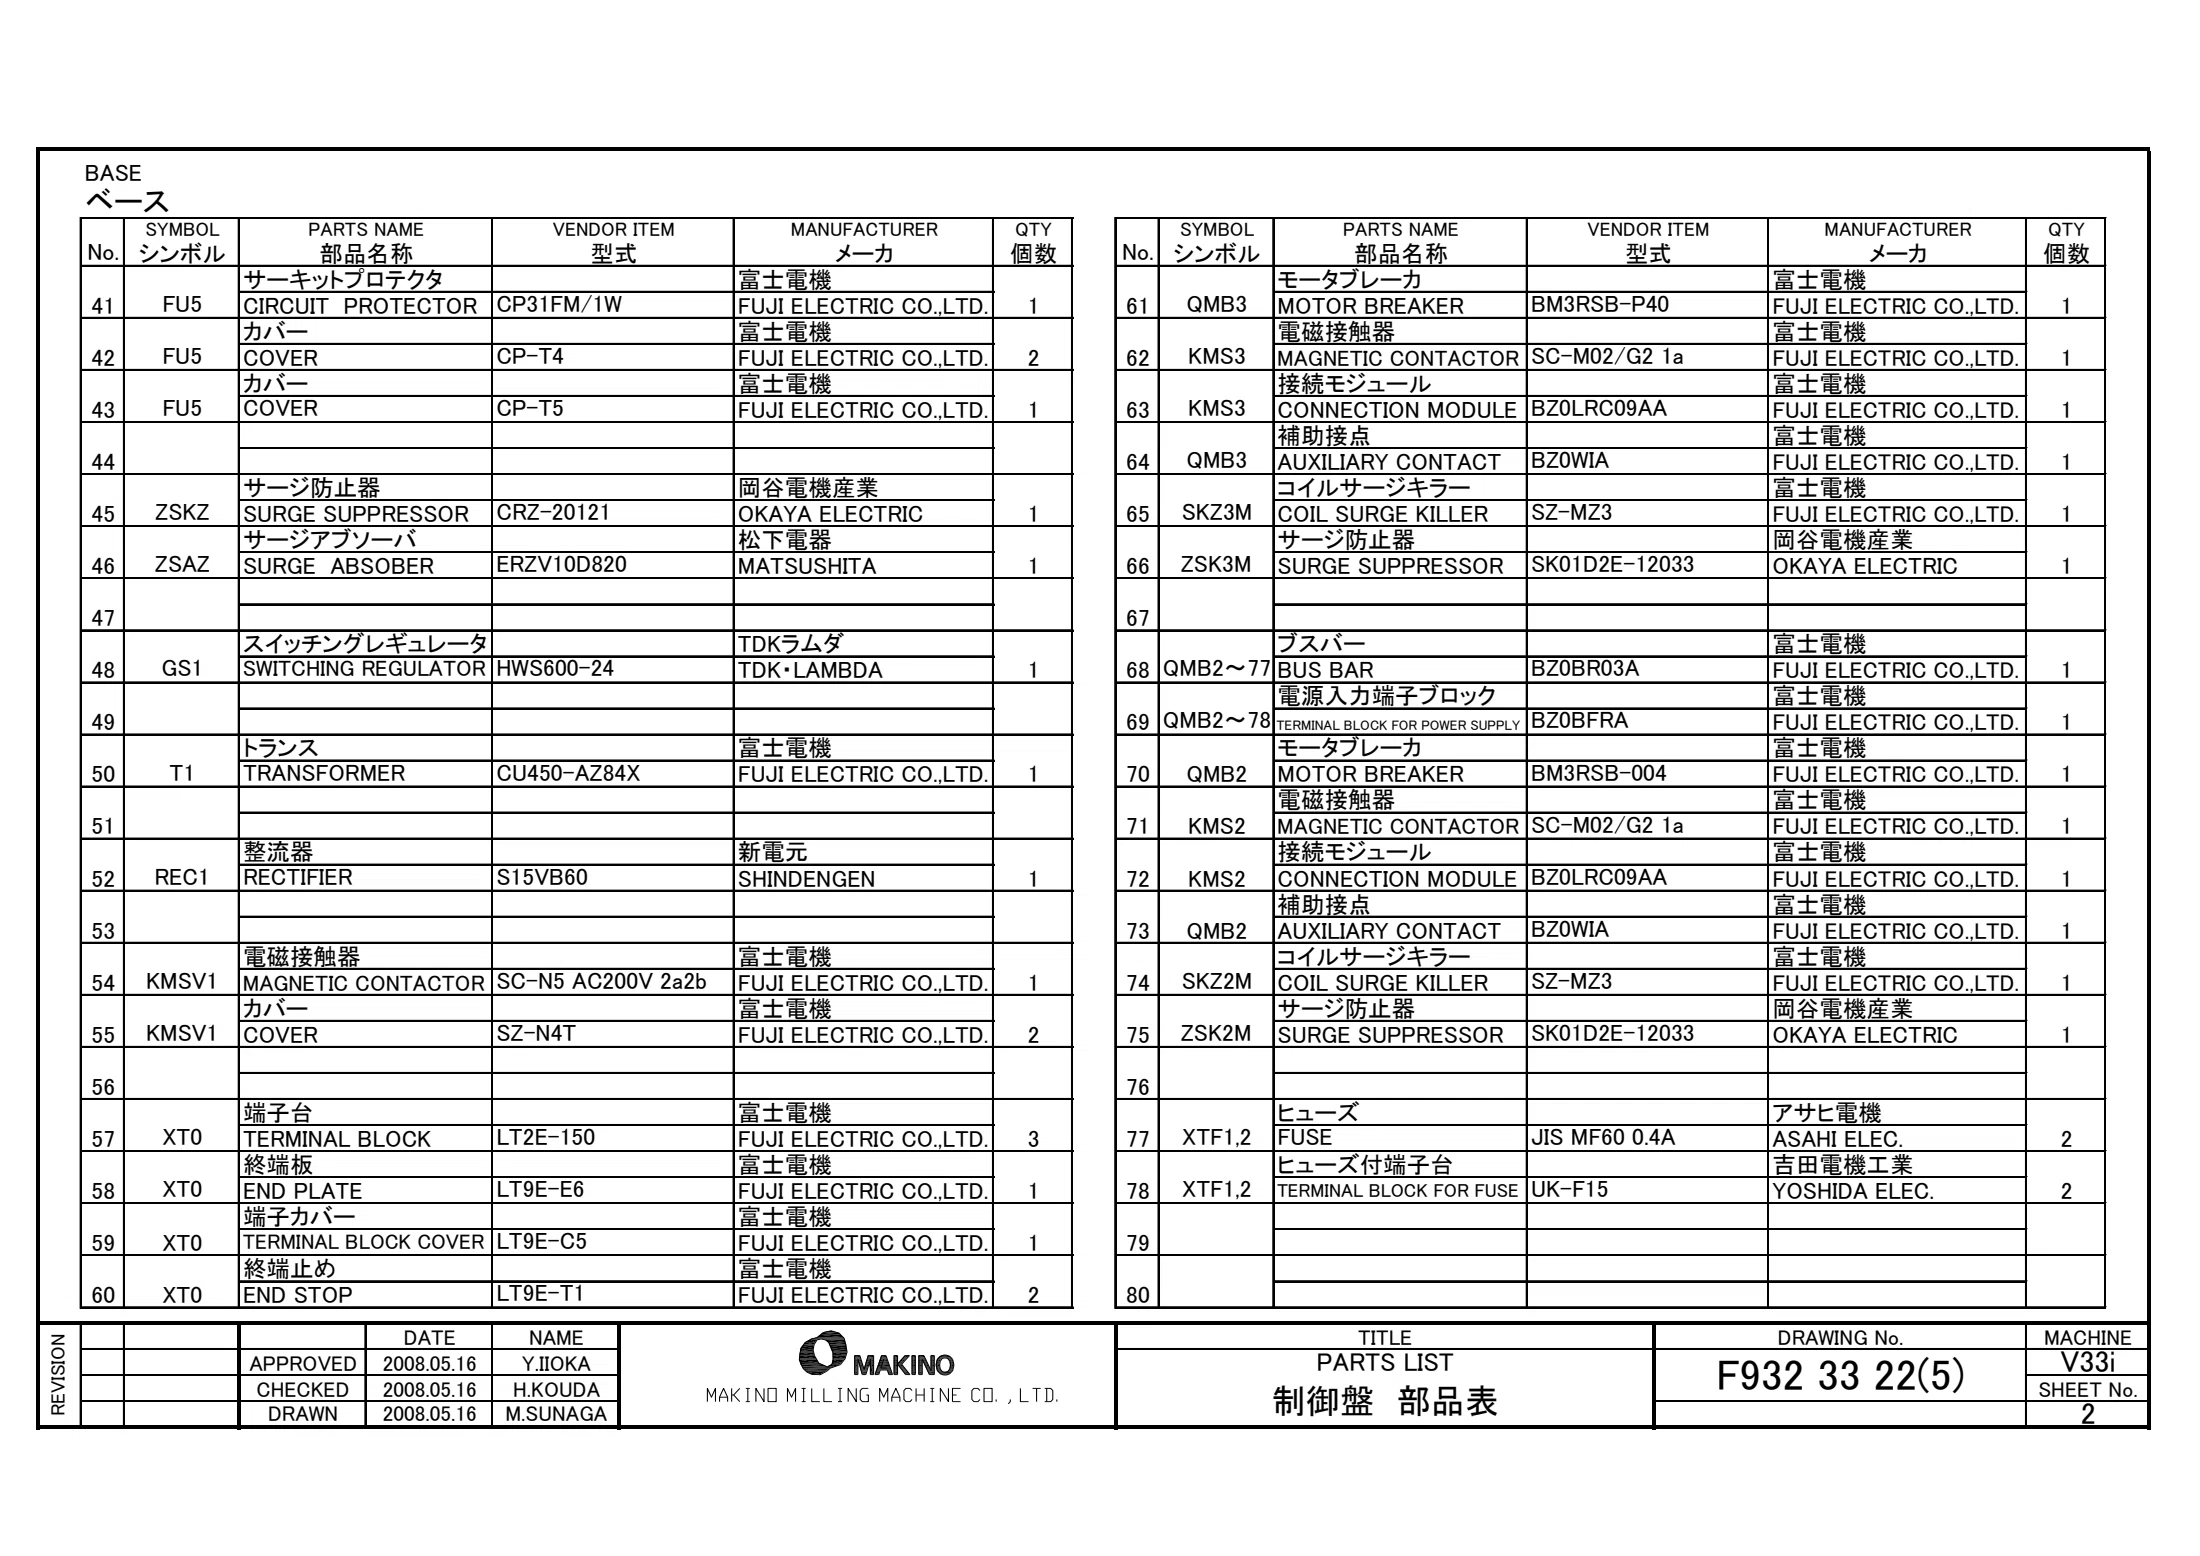 BASE
ベース
No. SYMBOL シンボル PARTS NAME 部品名称 VENDOR ITEM 型式 MANUFACTURER メーカ QTY 個数
サーキットプロテクタ 富士電機
41 FU5 CIRCUIT PROTECTOR CP31FM/1W FUJI ELECTRIC CO.,LTD. 1
カバー 富士電機
42 FU5 COVER CP-T4 FUJI ELECTRIC CO.,LTD. 2
カバー 富士電機
43 FU5 COVER CP-T5 FUJI ELECTRIC CO.,LTD. 1
44
サージ防止器 岡谷電機産業
45 ZSKZ SURGE SUPPRESSOR CRZ-20121 OKAYA ELECTRIC 1
サージアブソーバ 松下電器
46 ZSAZ SURGE ABSOBER ERZV10D820 MATSUSHITA 1
47
スイッチングレギュレータ TDKラムダ
48 GS1 SWITCHING REGULATOR HWS600-24 TDK・LAMBDA 1
49
トランス 富士電機
50 T1 TRANSFORMER CU450-AZ84X FUJI ELECTRIC CO.,LTD. 1
51
整流器 新電元
52 REC1 RECTIFIER S15VB60 SHINDENGEN 1
53
電磁接触器 富士電機
54 KMSV1 MAGNETIC CONTACTOR SC-N5 AC200V 2a2b FUJI ELECTRIC CO.,LTD. 1
カバー 富士電機
55 KMSV1 COVER SZ-N4T FUJI ELECTRIC CO.,LTD. 2
56
端子台 富士電機
57 XT0 TERMINAL BLOCK LT2E-150 FUJI ELECTRIC CO.,LTD. 3
終端板 富士電機
58 XT0 END PLATE LT9E-E6 FUJI ELECTRIC CO.,LTD. 1
端子カバー 富士電機
59 XT0 TERMINAL BLOCK COVER LT9E-C5 FUJI ELECTRIC CO.,LTD. 1
終端止め 富士電機
60 XT0 END STOP LT9E-T1 FUJI ELECTRIC CO.,LTD. 2
No. SYMBOL シンボル PARTS NAME 部品名称 VENDOR ITEM 型式 MANUFACTURER メーカ QTY 個数
モータブレーカ 富士電機
61 QMB3 MOTOR BREAKER BM3RSB-P40 FUJI ELECTRIC CO.,LTD. 1
電磁接触器 富士電機
62 KMS3 MAGNETIC CONTACTOR SC-M02/G2 1a FUJI ELECTRIC CO.,LTD. 1
接続モジュール 富士電機
63 KMS3 CONNECTION MODULE BZ0LRC09AA FUJI ELECTRIC CO.,LTD. 1
補助接点 富士電機
64 QMB3 AUXILIARY CONTACT BZ0WIA FUJI ELECTRIC CO.,LTD. 1
コイルサージキラー 富士電機
65 SKZ3M COIL SURGE KILLER SZ-MZ3 FUJI ELECTRIC CO.,LTD. 1
サージ防止器 岡谷電機産業
66 ZSK3M SURGE SUPPRESSOR SK01D2E-12033 OKAYA ELECTRIC 1
67
ブスバー 富士電機
68 QMB2～77 BUS BAR BZ0BR03A FUJI ELECTRIC CO.,LTD. 1
電源入力端子ブロック 富士電機
69 QMB2～78 TERMINAL BLOCK FOR POWER SUPPLY BZ0BFRA FUJI ELECTRIC CO.,LTD. 1
モータブレーカ 富士電機
70 QMB2 MOTOR BREAKER BM3RSB-004 FUJI ELECTRIC CO.,LTD. 1
電磁接触器 富士電機
71 KMS2 MAGNETIC CONTACTOR SC-M02/G2 1a FUJI ELECTRIC CO.,LTD. 1
接続モジュール 富士電機
72 KMS2 CONNECTION MODULE BZ0LRC09AA FUJI ELECTRIC CO.,LTD. 1
補助接点 富士電機
73 QMB2 AUXILIARY CONTACT BZ0WIA FUJI ELECTRIC CO.,LTD. 1
コイルサージキラー 富士電機
74 SKZ2M COIL SURGE KILLER SZ-MZ3 FUJI ELECTRIC CO.,LTD. 1
サージ防止器 岡谷電機産業
75 ZSK2M SURGE SUPPRESSOR SK01D2E-12033 OKAYA ELECTRIC 1
76
ヒューズ アサヒ電機
77 XTF1,2 FUSE JIS MF60 0.4A ASAHI ELEC. 2
ヒューズ付端子台 吉田電機工業
78 XTF1,2 TERMINAL BLOCK FOR FUSE UK-F15 YOSHIDA ELEC. 2
79
80
REVISION
DATE NAME
APPROVED 2008.05.16 Y.IIOKA
CHECKED 2008.05.16 H.KOUDA
DRAWN 2008.05.16 M.SUNAGA
MAKINO
MAKINO MILLING MACHINE CO. ,LTD.
TITLE
PARTS LIST
制御盤 部品表
DRAWING No.
F932 33 22(5)
MACHINE
V33i
SHEET No.
2